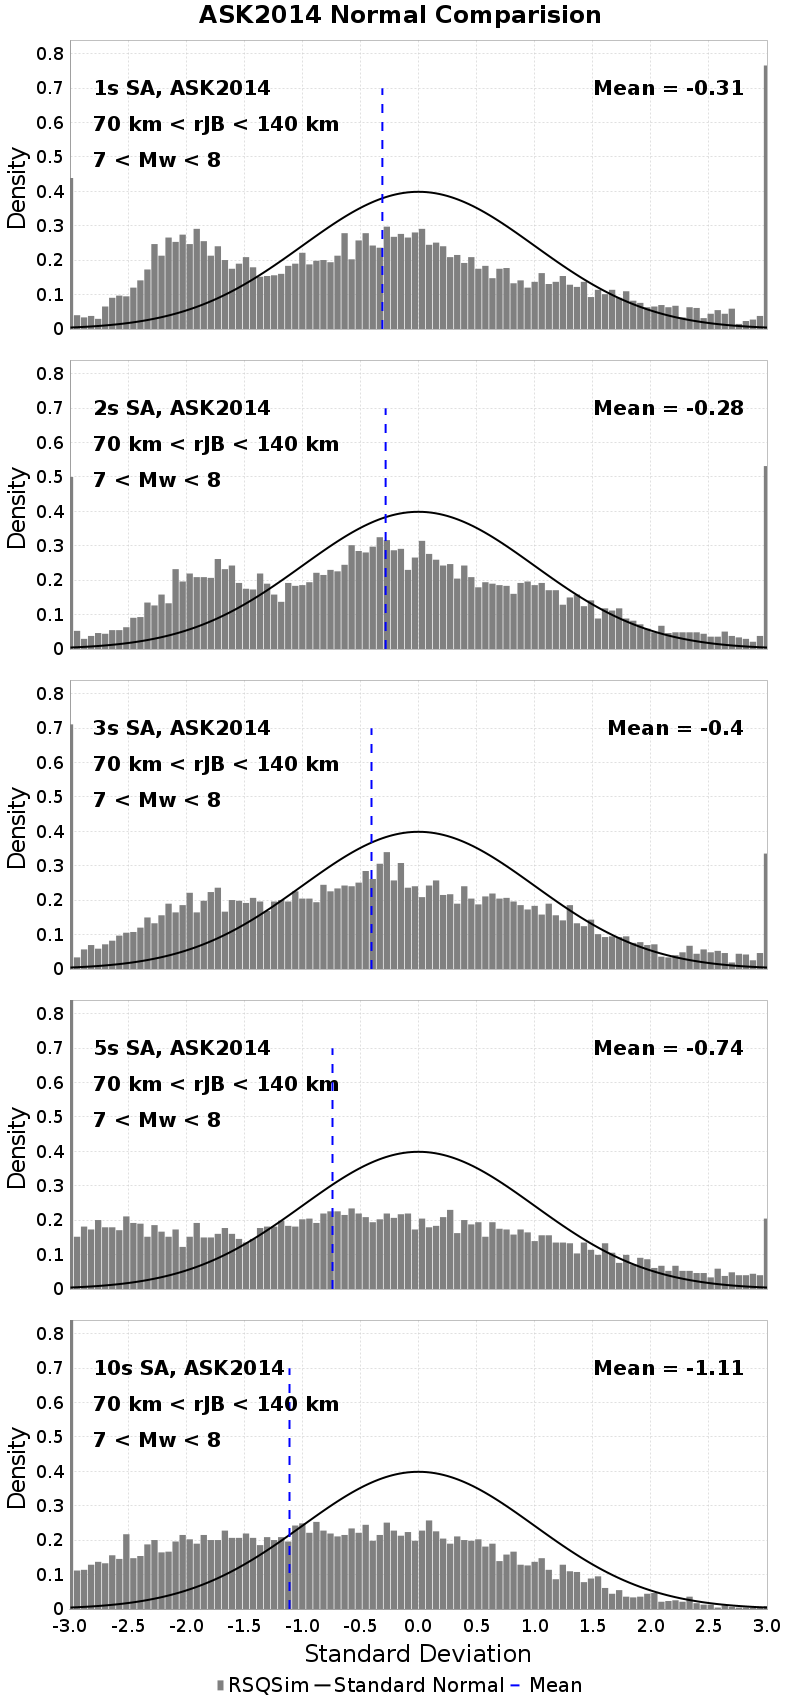 ASK2014 Normal Comparision
0.8
1s SA, ASK2014 Mean = -0.31
0.7
70 km < rJB < 140 km
0.6
7 < Mw < 8
0.5
0.4
0.3
0.2
0.1
0
Density
0.8
2s SA, ASK2014 Mean = -0.28
0.7
70 km < rJB < 140 km
0.6
7 < Mw < 8
0.5
0.4
0.3
0.2
0.1
0
Density
0.8
3s SA, ASK2014 Mean = -0.4
0.7
70 km < rJB < 140 km
0.6
7 < Mw < 8
0.5
0.4
0.3
0.2
0.1
0
Density
0.8
5s SA, ASK2014 Mean = -0.74
0.7
70 km < rJB < 140 km
0.6
7 < Mw < 8
0.5
0.4
0.3
0.2
0.1
0
Density
0.8
10s SA, ASK2014 Mean = -1.11
0.7
70 km < rJB < 140 km
0.6
7 < Mw < 8
0.5
0.4
0.3
0.2
0.1
0
Density
-3.0 -2.5 -2.0 -1.5 -1.0 -0.5 0.0 0.5 1.0 1.5 2.0 2.5 3.0
Standard Deviation
RSQSim Standard Normal Mean